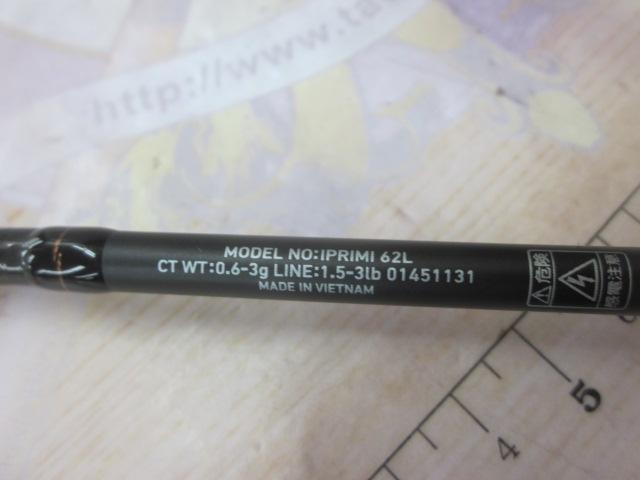 http://www.ta
MODEL NO:IPRIMI 62L
CT WT:0.6-3g LINE:1.5-3lb 01451131
MADE IN VIETNAM
危険
感電注意
4
5